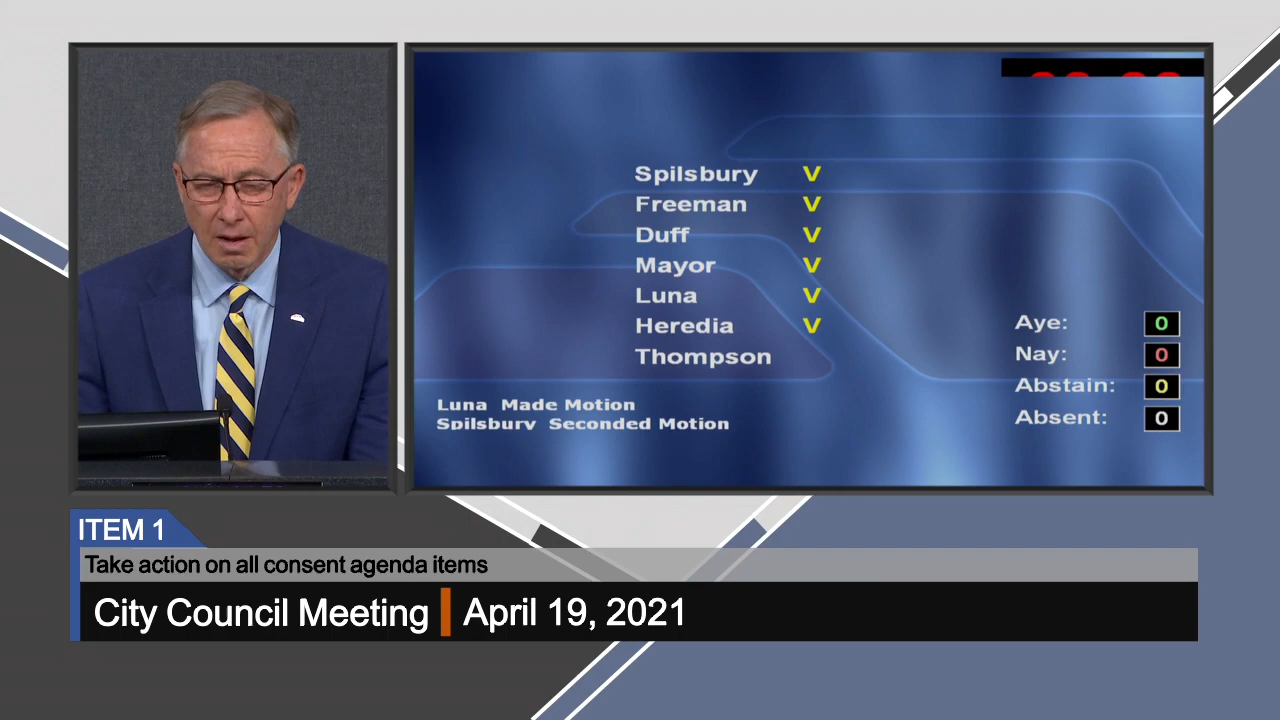 Spilsbury V
Freeman V
Duff V
Mayor V
Luna V
Heredia V
Thompson
Aye: 0
Nay: 0
Abstain: 0
Absent: 0
Luna Made Motion
Spilsbury Seconded Motion
ITEM 1
Take action on all consent agenda items
City Council Meeting
April 19, 2021